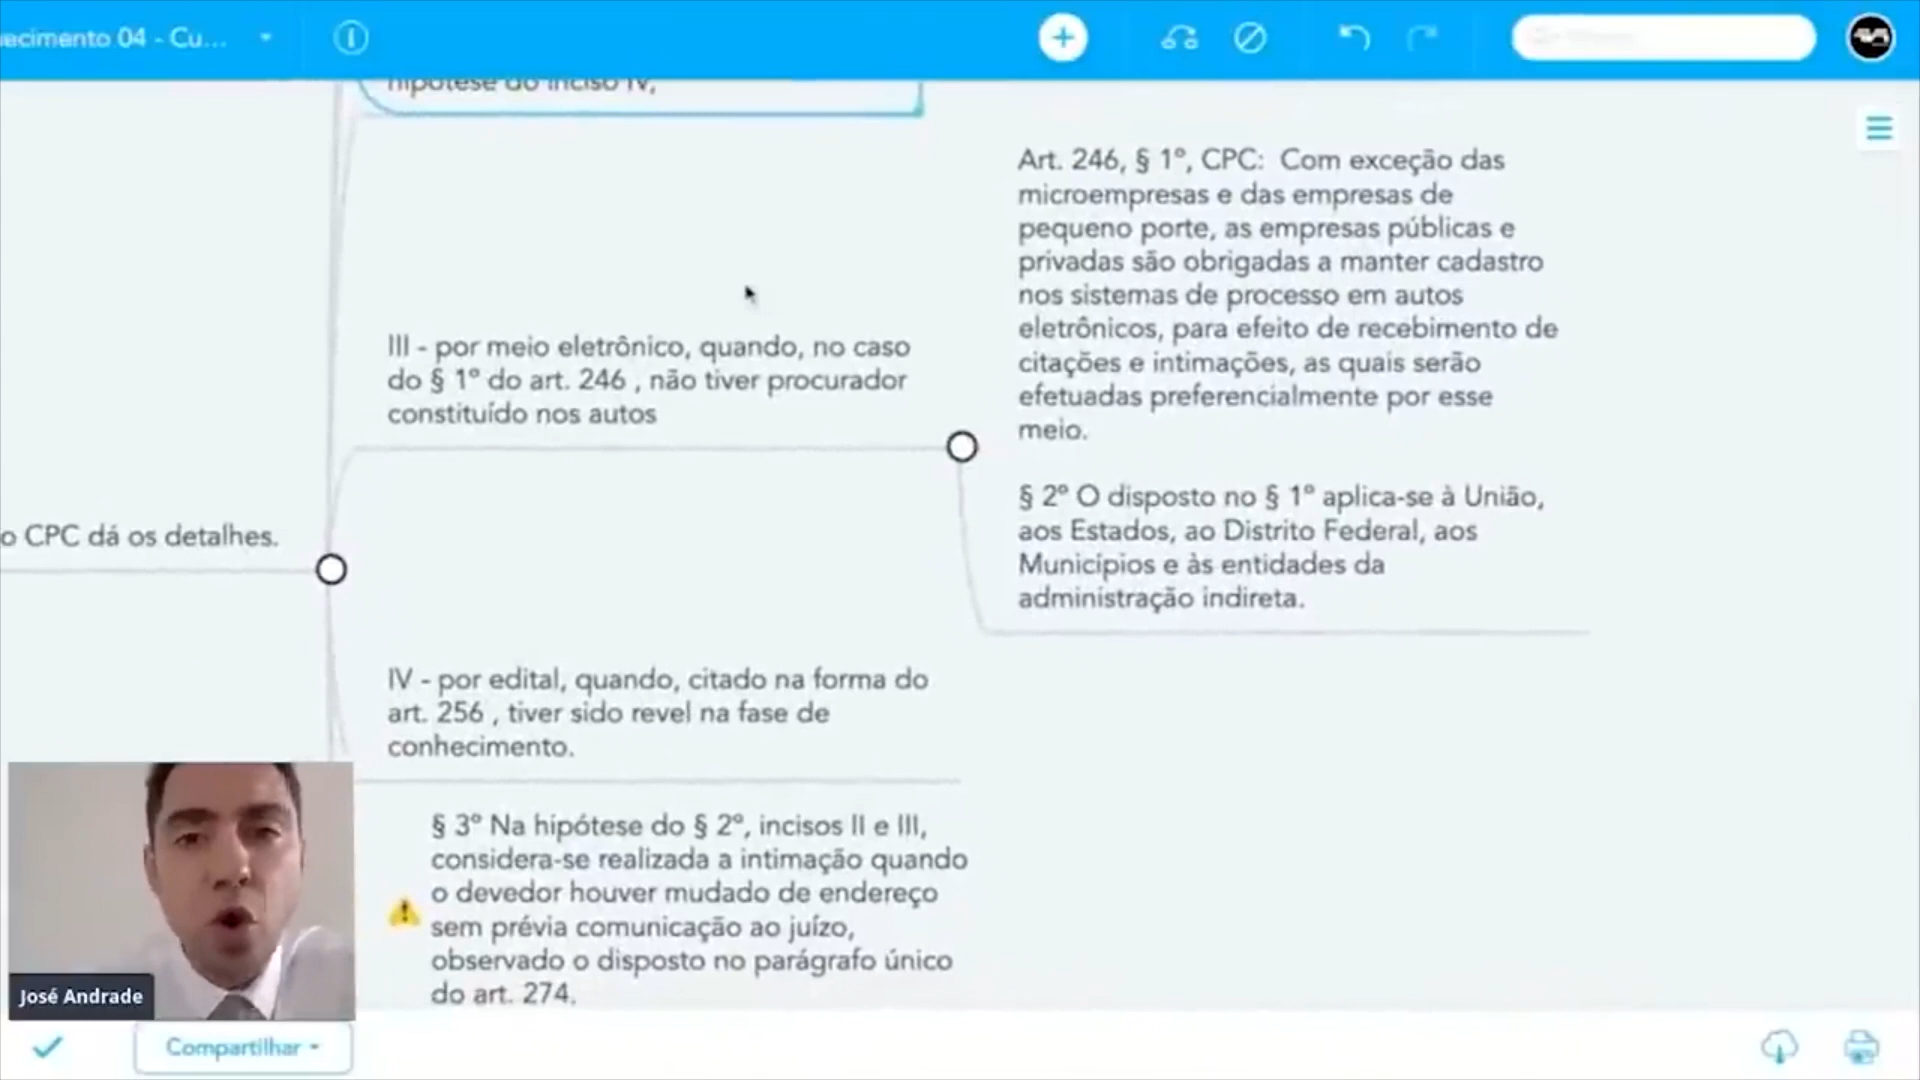 ecimento 04 - Cu...
hipótese do inciso IV;
Art. 246, § 1º, CPC: Com exceção das
microempresas e das empresas de
pequeno porte, as empresas públicas e
privadas são obrigadas a manter cadastro
nos sistemas de processo em autos
eletrônicos, para efeito de recebimento de
citações e intimações, as quais serão
efetuadas preferencialmente por esse
meio.
§ 2º O disposto no § 1º aplica-se à União,
aos Estados, ao Distrito Federal, aos
Municípios e às entidades da
administração indireta.
III - por meio eletrônico, quando, no caso
do § 1º do art. 246 , não tiver procurador
constituído nos autos
o CPC dá os detalhes.
IV - por edital, quando, citado na forma do
art. 256 , tiver sido revel na fase de
conhecimento.
§ 3º Na hipótese do § 2º, incisos II e III,
considera-se realizada a intimação quando
o devedor houver mudado de endereço
sem prévia comunicação ao juízo,
observado o disposto no parágrafo único
do art. 274.
José Andrade
Compartilhar